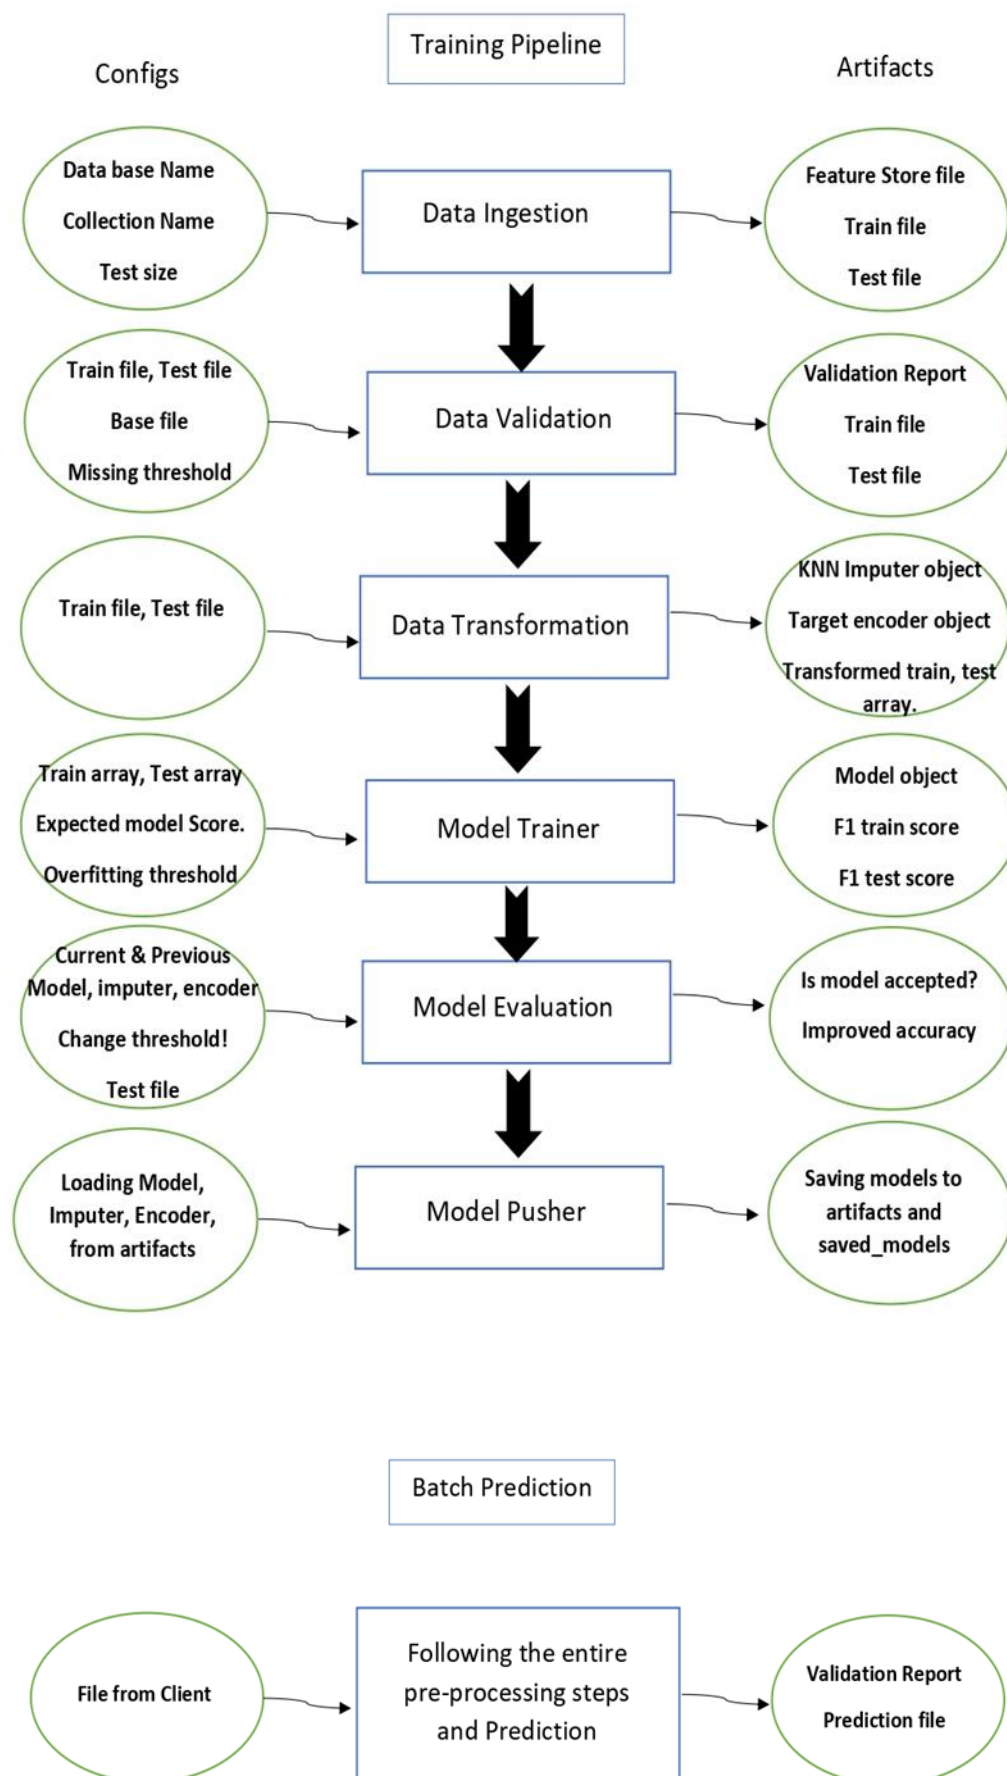 Training Pipeline
Configs
Artifacts
Data base Name
Collection Name
Test size
Data Ingestion
Feature Store file
Train file
Test file
Train file, Test file
Base file
Missing threshold
Data Validation
Validation Report
Train file
Test file
Train file, Test file
Data Transformation
KNN Imputer object
Target encoder object
Transformed train, test
array.
Train array, Test array
Expected model Score.
Overfitting threshold
Model Trainer
Model object
F1 train score
F1 test score
Current & Previous
Model, imputer, encoder
Change threshold!
Test file
Model Evaluation
Is model accepted?
Improved accuracy
Loading Model,
Imputer, Encoder,
from artifacts
Model Pusher
Saving models to
artifacts and
saved_models
Batch Prediction
File from Client
Following the entire
pre-processing steps
and Prediction
Validation Report
Prediction file